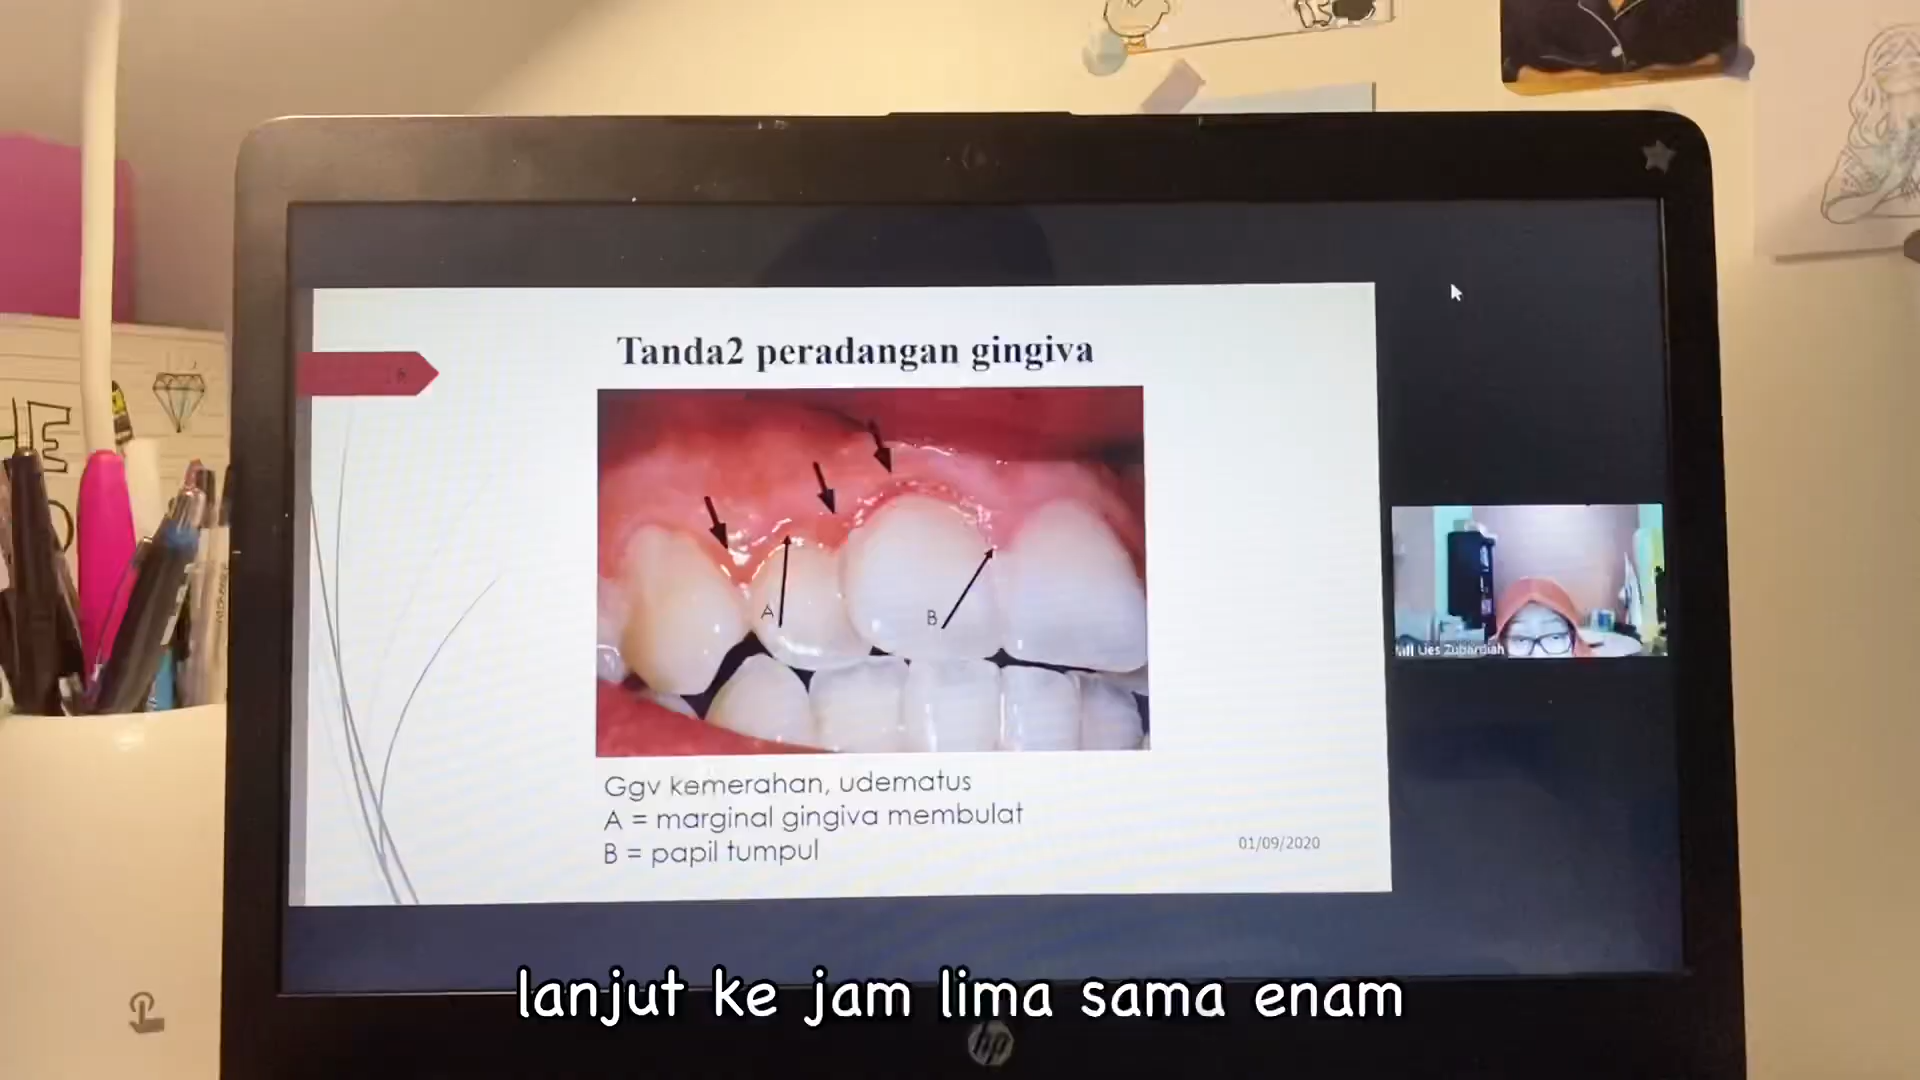 Tanda2 peradangan gingiva
A
B
Ggv kemerahan, udematus
A = marginal gingiva membulat
B = papil tumpul
01/09/2020
Lies Zubardiah
E
hp
lanjut ke jam lima sama enam